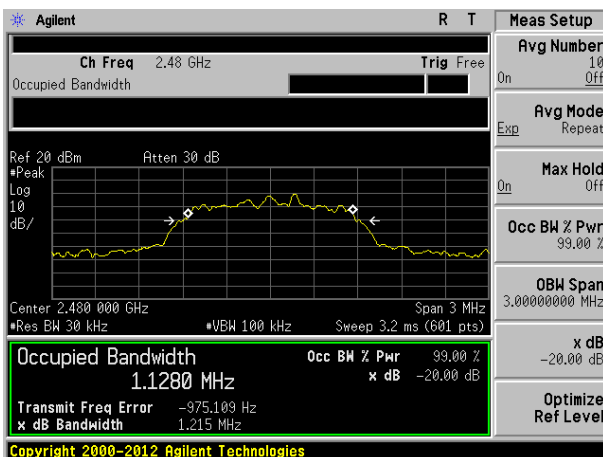 Agilent R T Meas Setup
Ch Freq 2.48 GHz Trig Free
Occupied Bandwidth
Ref 20 dBm Atten 30 dB
#Peak
Log
10
dB/
Center 2.480 000 GHz Span 3 MHz
#Res BW 30 kHz #VBW 100 kHz Sweep 3.2 ms (601 pts)
Occupied Bandwidth Occ BW % Pwr 99.00 %
1.1280 MHz x dB -20.00 dB
Transmit Freq Error -975.109 Hz
x dB Bandwidth 1.215 MHz
Copyright 2000-2012 Agilent Technologies
Avg Number
10
On Off
Avg Mode
Exp Repeat
Max Hold
On Off
Occ BW % Pwr
99.00 %
OBW Span
3.00000000 MHz
x dB
-20.00 dB
Optimize
Ref Level